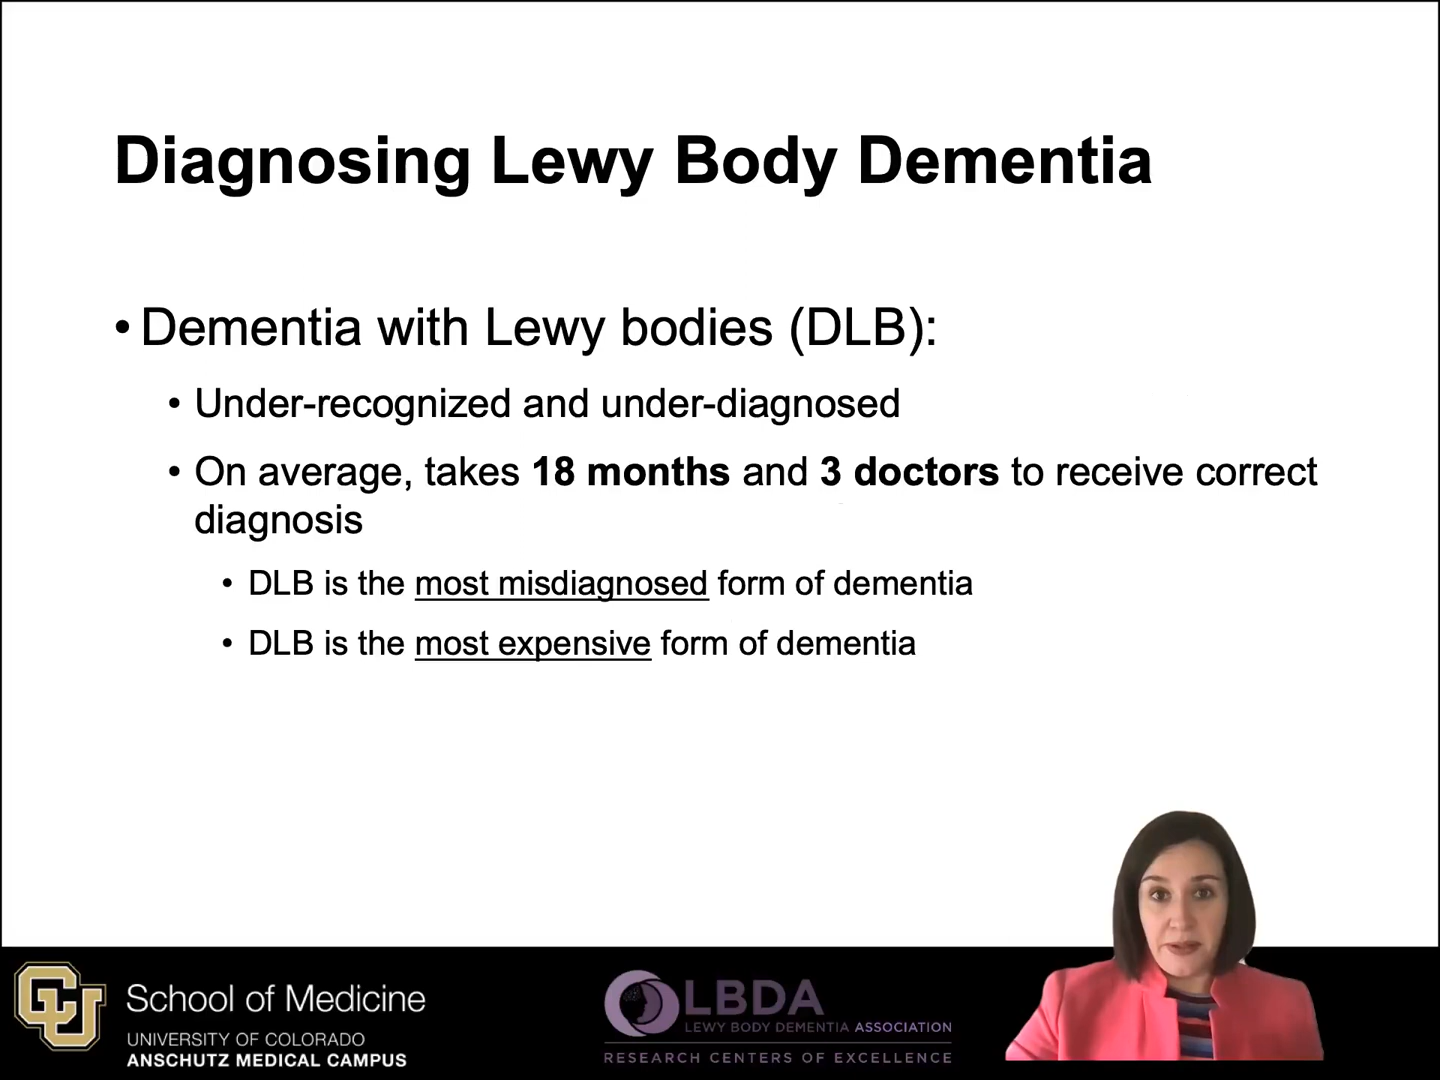 Diagnosing Lewy Body Dementia
• Dementia with Lewy bodies (DLB):
• Under-recognized and under-diagnosed
• On average, takes 18 months and 3 doctors to receive correct
diagnosis
• DLB is the most misdiagnosed form of dementia
• DLB is the most expensive form of dementia
CU
School of Medicine
UNIVERSITY OF COLORADO
ANSCHUTZ MEDICAL CAMPUS
LBDA
LEWY BODY DEMENTIA ASSOCIATION
RESEARCH CENTERS OF EXCELLENCE